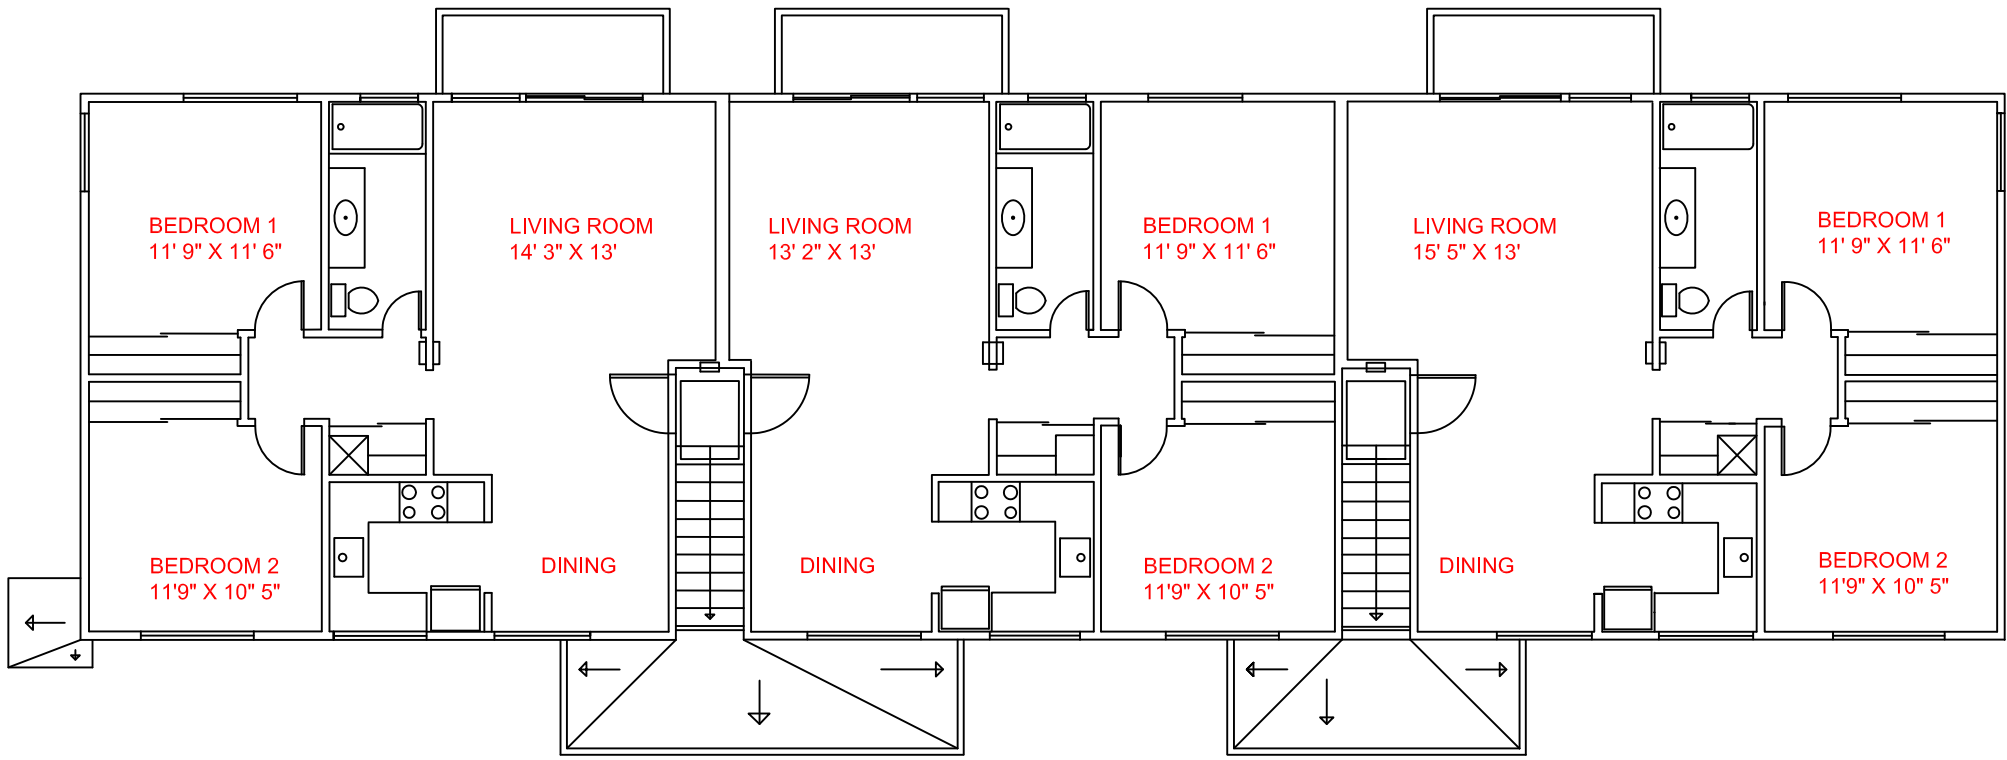 BEDROOM 1
11' 9" X 11' 6"
LIVING ROOM
14' 3" X 13'
LIVING ROOM
13' 2" X 13'
BEDROOM 1
11' 9" X 11' 6"
LIVING ROOM
15' 5" X 13'
BEDROOM 1
11' 9" X 11' 6"
BEDROOM 2
11'9" X 10" 5"
DINING
DINING
BEDROOM 2
11'9" X 10" 5"
DINING
BEDROOM 2
11'9" X 10" 5"